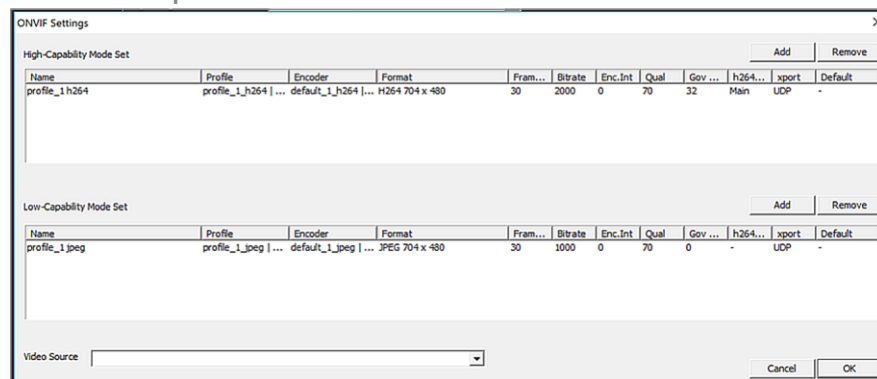 ONVIF Settings
High-Capability Mode Set
Add Remove
Name Profile Encoder Format Fram... Bitrate Enc.Int Qual Gov ... h264... xport Default
profile_1 h264 profile_1_h264 | ... default_1_h264 |... H264 704 x 480 30 2000 0 70 32 Main UDP -
Low-Capability Mode Set
Add Remove
Name Profile Encoder Format Fram... Bitrate Enc.Int Qual Gov ... h264... xport Default
profile_1 jpeg profile_1_jpeg | ... default_1_jpeg | ... JPEG 704 x 480 30 1000 0 70 0 - UDP -
Video Source
Cancel OK